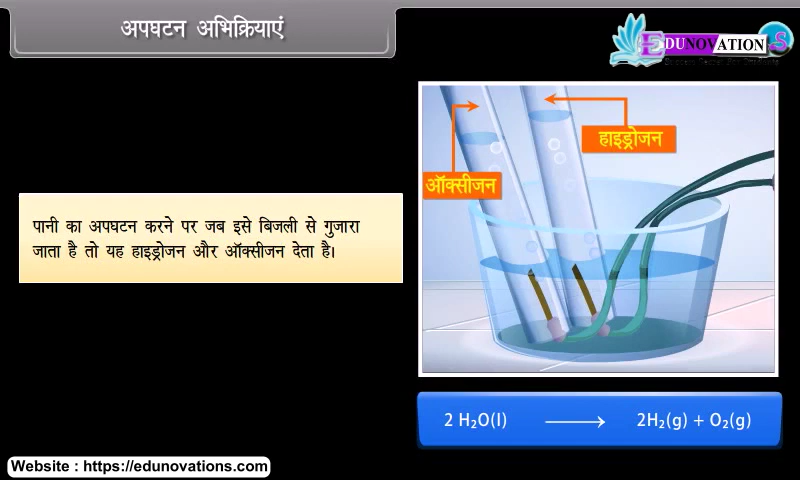 अपघटन अभिक्रियाएं
EDUNOVATION.S
हाइड्रोजन
ऑक्सीजन
पानी का अपघटन करने पर जब इसे बिजली से गुजारा
जाता है तो यह हाइड्रोजन और ऑक्सीजन देता है।
2 H₂O(l) ⟶ 2H₂(g) + O₂(g)
Website : https://edunovations.com